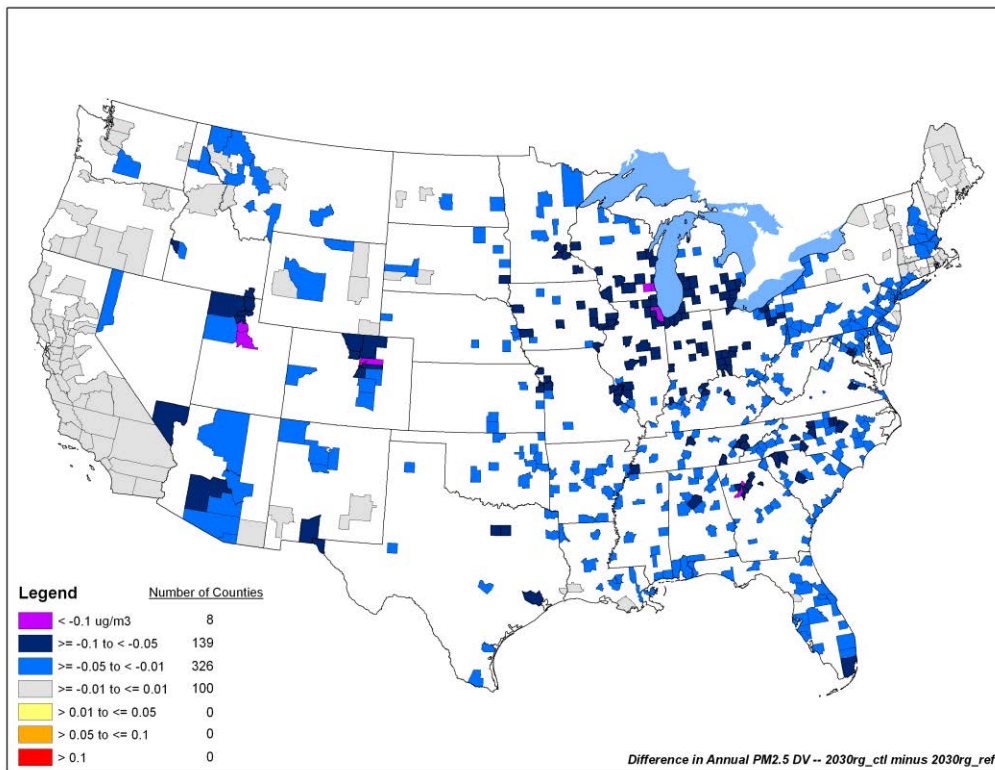 Legend Number of Counties
< -0.1 ug/m3 8
>= -0.1 to < -0.05 139
>= -0.05 to < -0.01 326
>= -0.01 to <= 0.01 100
> 0.01 to <= 0.05 0
> 0.05 to <= 0.1 0
> 0.1 0
Difference in Annual PM2.5 DV -- 2030rg_ctl minus 2030rg_ref